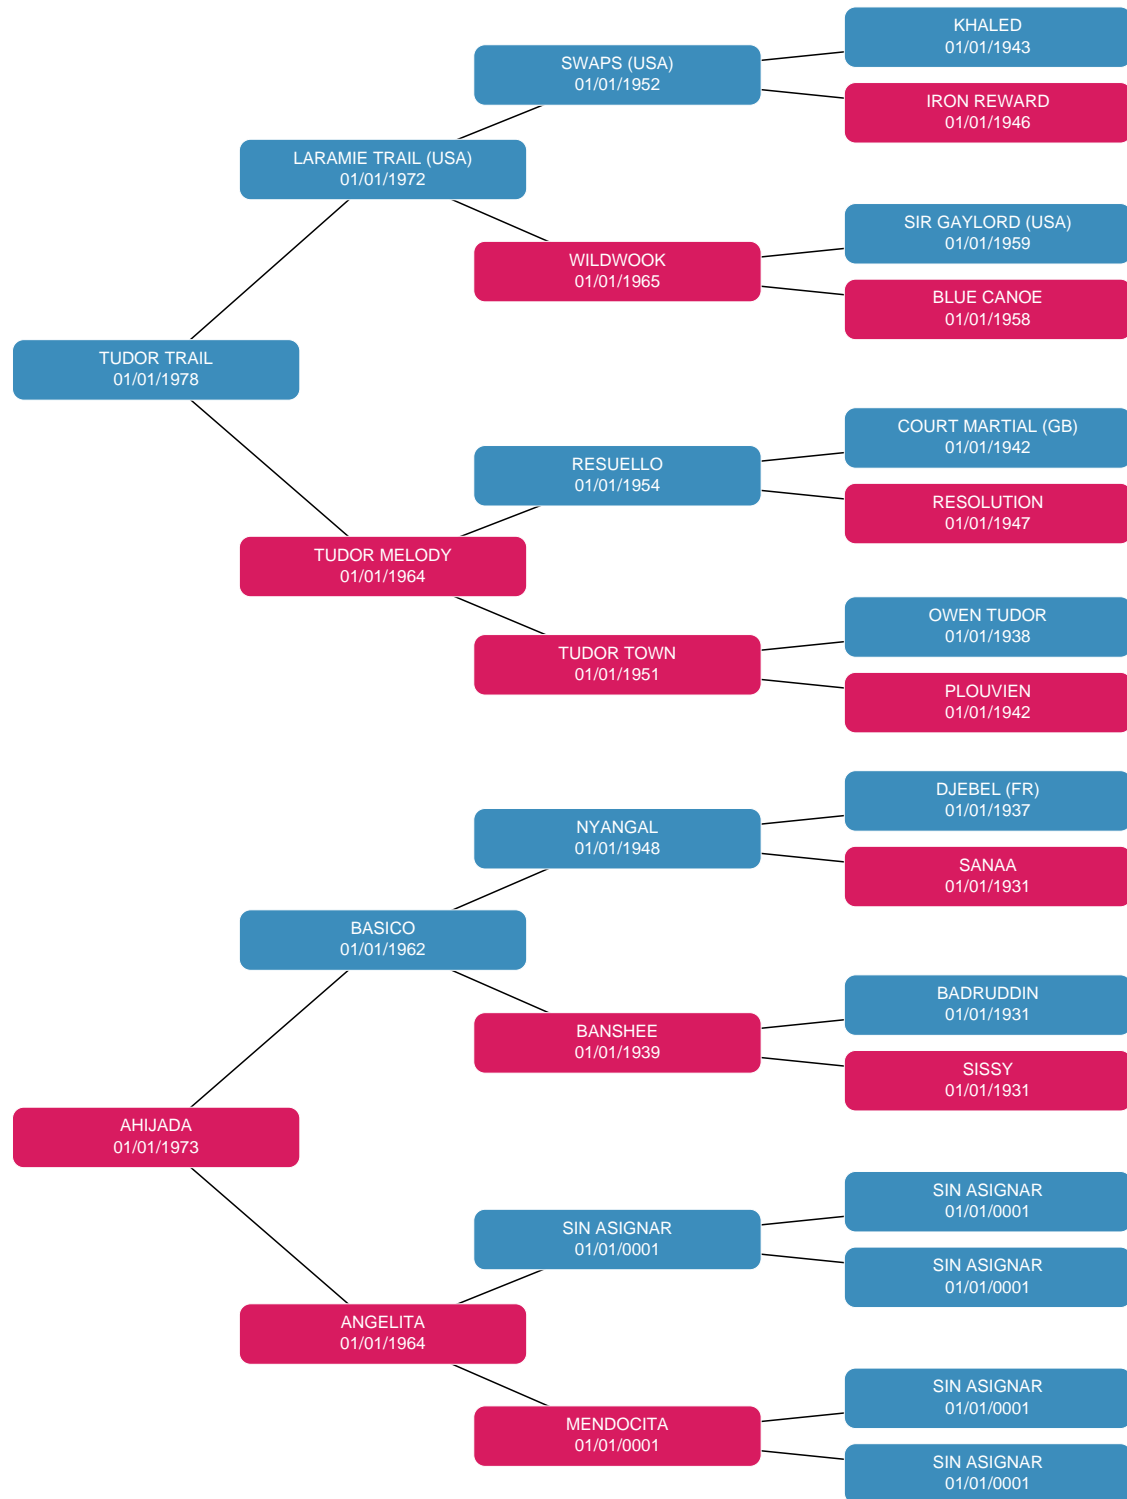 KHALED
01/01/1943
SWAPS (USA)
01/01/1952
IRON REWARD
01/01/1946
LARAMIE TRAIL (USA)
01/01/1972
SIR GAYLORD (USA)
01/01/1959
WILDWOOK
01/01/1965
BLUE CANOE
01/01/1958
TUDOR TRAIL
01/01/1978
COURT MARTIAL (GB)
01/01/1942
RESUELLO
01/01/1954
RESOLUTION
01/01/1947
TUDOR MELODY
01/01/1964
OWEN TUDOR
01/01/1938
TUDOR TOWN
01/01/1951
PLOUVIEN
01/01/1942
DJEBEL (FR)
01/01/1937
NYANGAL
01/01/1948
SANAA
01/01/1931
BASICO
01/01/1962
BADRUDDIN
01/01/1931
BANSHEE
01/01/1939
SISSY
01/01/1931
AHIJADA
01/01/1973
SIN ASIGNAR
01/01/0001
SIN ASIGNAR
01/01/0001
SIN ASIGNAR
01/01/0001
ANGELITA
01/01/1964
SIN ASIGNAR
01/01/0001
MENDOCITA
01/01/0001
SIN ASIGNAR
01/01/0001